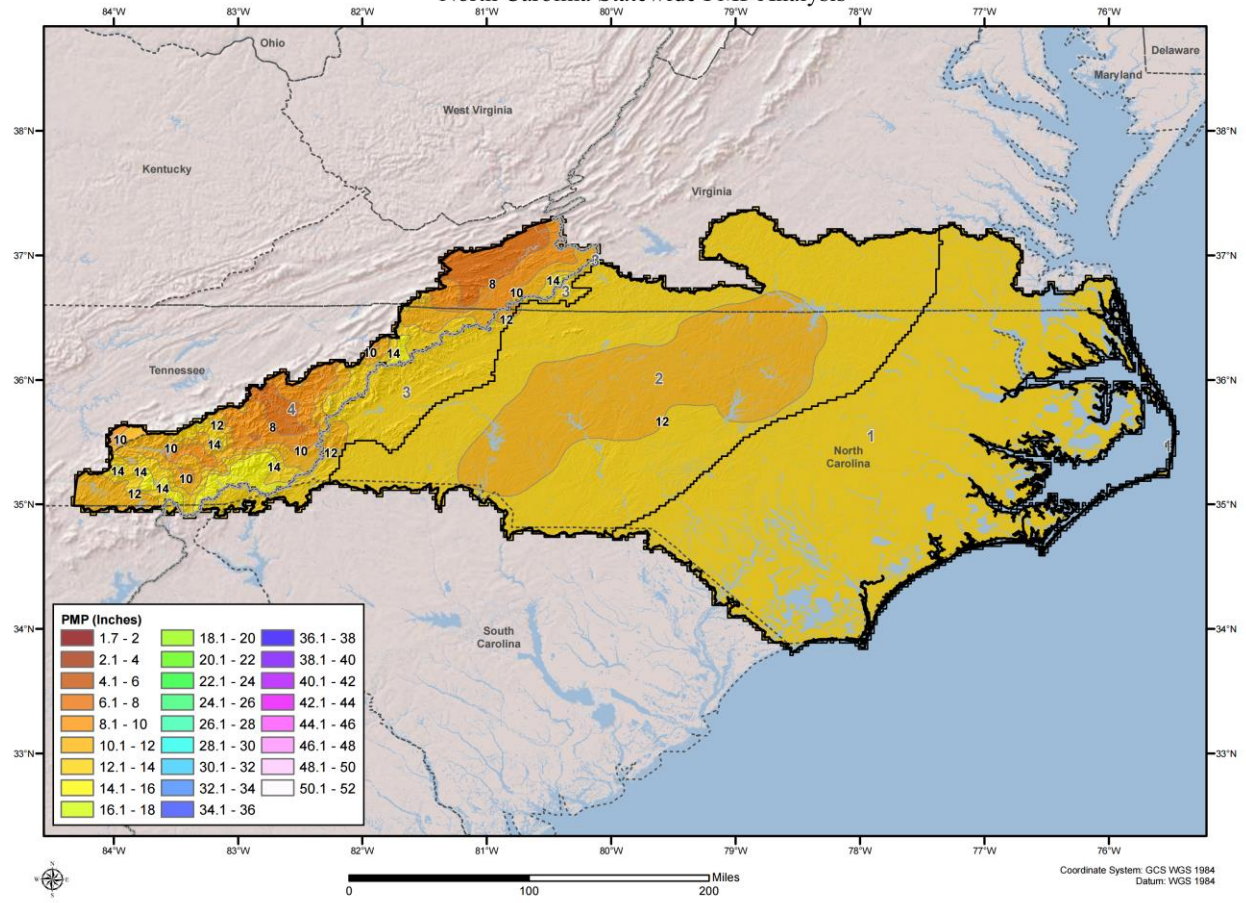 North Carolina Statewide PMP Analysis
84°W 83°W 82°W 81°W 80°W 79°W 78°W 77°W 76°W
Ohio
Delaware
Maryland
West Virginia
38°N 38°N
Kentucky
Virginia
37°N 37°N
3
14
8
10 3
12
10 14
36°N 36°N
Tennessee
3
2
4
12
8
12
1
10
14
10
North
Carolina
10 12
14 14 14
10
14
12
35°N 35°N
34°N 34°N
South
Carolina
33°N 33°N
PMP (Inches)
1.7 - 2 18.1 - 20 36.1 - 38
2.1 - 4 20.1 - 22 38.1 - 40
4.1 - 6 22.1 - 24 40.1 - 42
6.1 - 8 24.1 - 26 42.1 - 44
8.1 - 10 26.1 - 28 44.1 - 46
10.1 - 12 28.1 - 30 46.1 - 48
12.1 - 14 30.1 - 32 48.1 - 50
14.1 - 16 32.1 - 34 50.1 - 52
16.1 - 18 34.1 - 36
84°W 83°W 82°W 81°W 80°W 79°W 78°W 77°W 76°W
N
W E
S
Miles
0 100 200
Coordinate System: GCS WGS 1984
Datum: WGS 1984